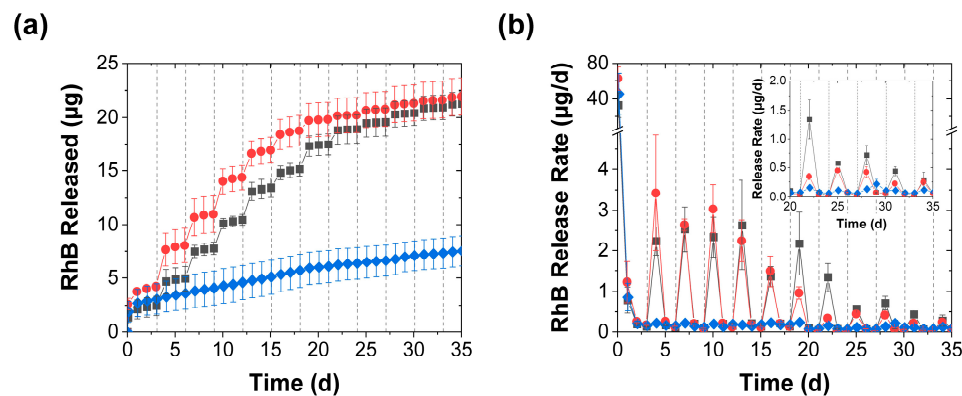 (a)
RhB Released (µg)
25
20
15
10
5
0
0 5 10 15 20 25 30 35
Time (d)
(b)
RhB Release Rate (µg/d)
80
40
4
3
2
1
0
0 5 10 15 20 25 30 35
Time (d)
Release Rate (µg/d)
2.0
1.5
1.0
0.5
0.0
20 25 30 35
Time (d)